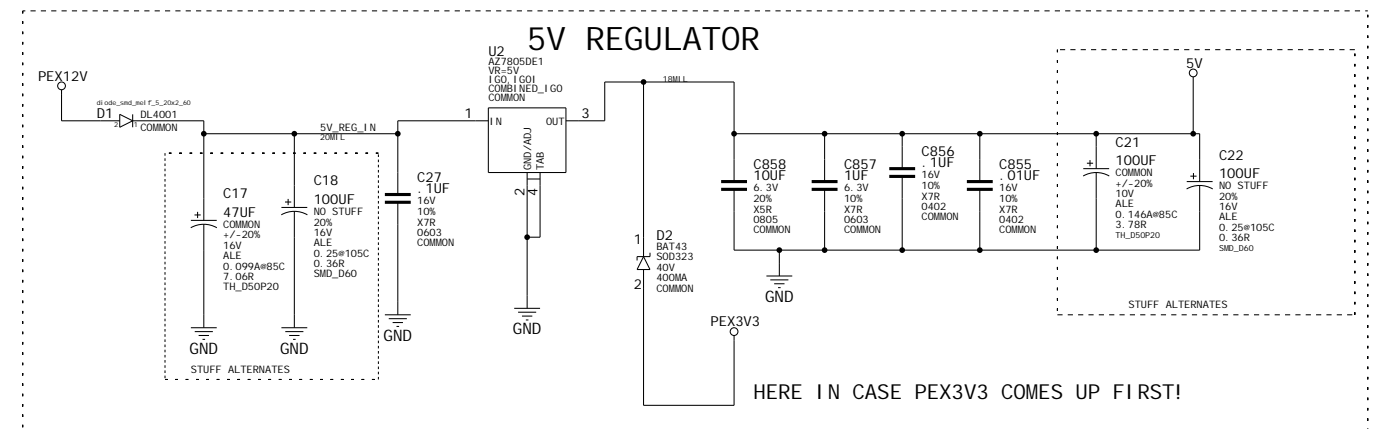 5V REGULATOR
PEX12V
diode_smd_melf_5_20x2_60
D1
2
1
DL4001
COMMON
5V_REG_IN
20MIL
C17
47UF
COMMON
+/-20%
16V
ALE
0.099A@85C
7.06R
TH_D50P20
+
GND
C18
100UF
NO STUFF
20%
16V
ALE
0.25@105C
0.36R
SMD_D60
+
GND
STUFF ALTERNATES
C27
.1UF
16V
10%
X7R
0603
COMMON
GND
U2
AZ7805DE1
VR=5V
IGO, IGOI
COMBINED_IGO
COMMON
1
IN
OUT
3
GND/ADJ
TAB
2
4
GND
18MIL
D2
BAT43
SOD323
40V
400MA
COMMON
1
2
PEX3V3
HERE IN CASE PEX3V3 COMES UP FIRST!
C858
10UF
6.3V
20%
X5R
0805
COMMON
C857
1UF
6.3V
10%
X7R
0603
COMMON
C856
.1UF
16V
10%
X7R
0402
COMMON
C855
.01UF
16V
10%
X7R
0402
COMMON
GND
5V
C21
100UF
COMMON
+/-20%
10V
ALE
0.146A@85C
3.78R
TH_D50P20
+
C22
100UF
NO STUFF
20%
16V
ALE
0.25@105C
0.36R
SMD_D60
+
STUFF ALTERNATES